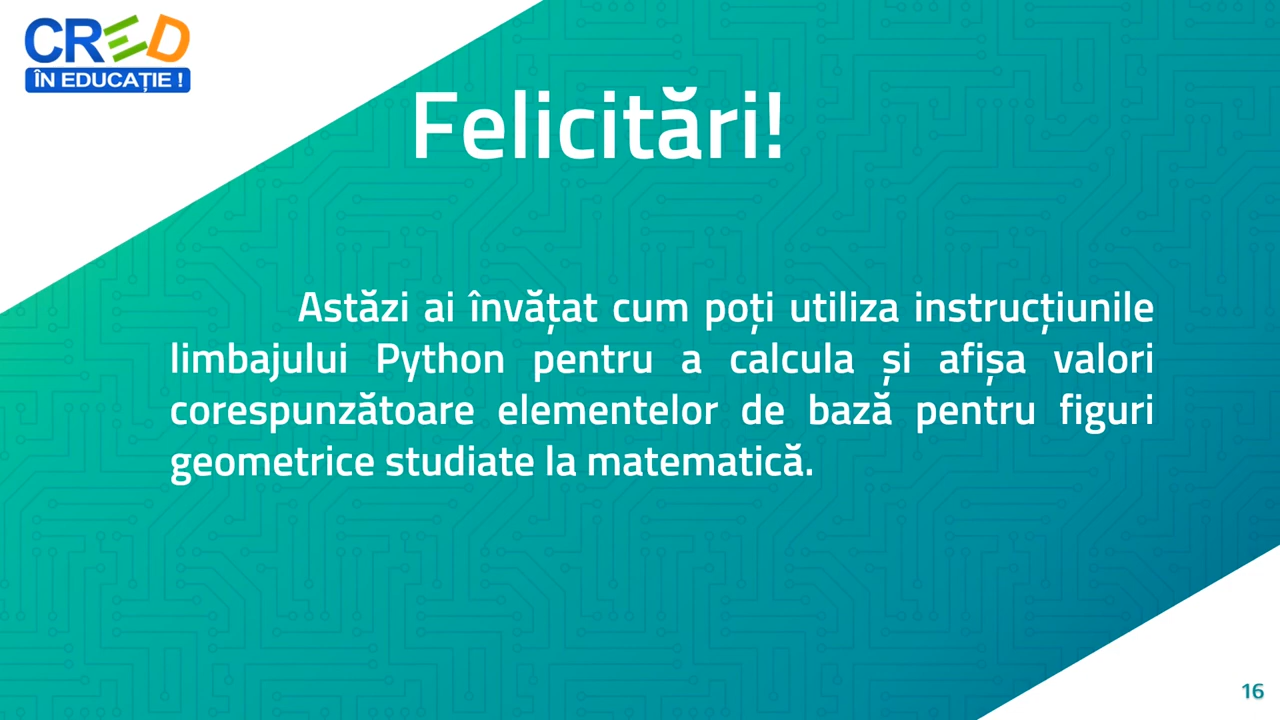 CRED
ÎN EDUCAȚIE !
Felicitări!
Astăzi ai învățat cum poți utiliza instrucțiunile
limbajului Python pentru a calcula și afișa valori
corespunzătoare elementelor de bază pentru figuri
geometrice studiate la matematică.
16